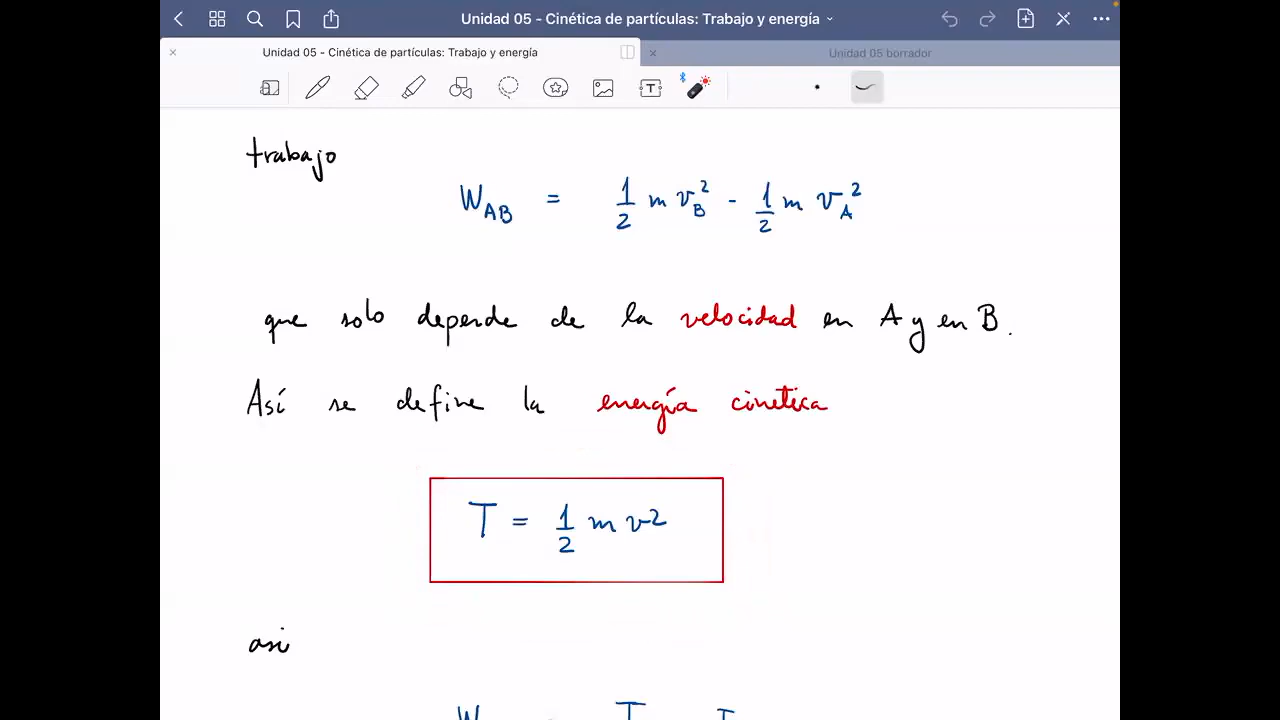 Unidad 05 - Cinética de partículas: Trabajo y energía
Unidad 05 - Cinética de partículas: Trabajo y energía
Unidad 05 borrador
T
trabajo
W_AB = 1/2 m v_B^2 - 1/2 m v_A^2
que solo depende de la velocidad en A y en B.
Así se define la energía cinetica
T = 1/2 m v^2
asi